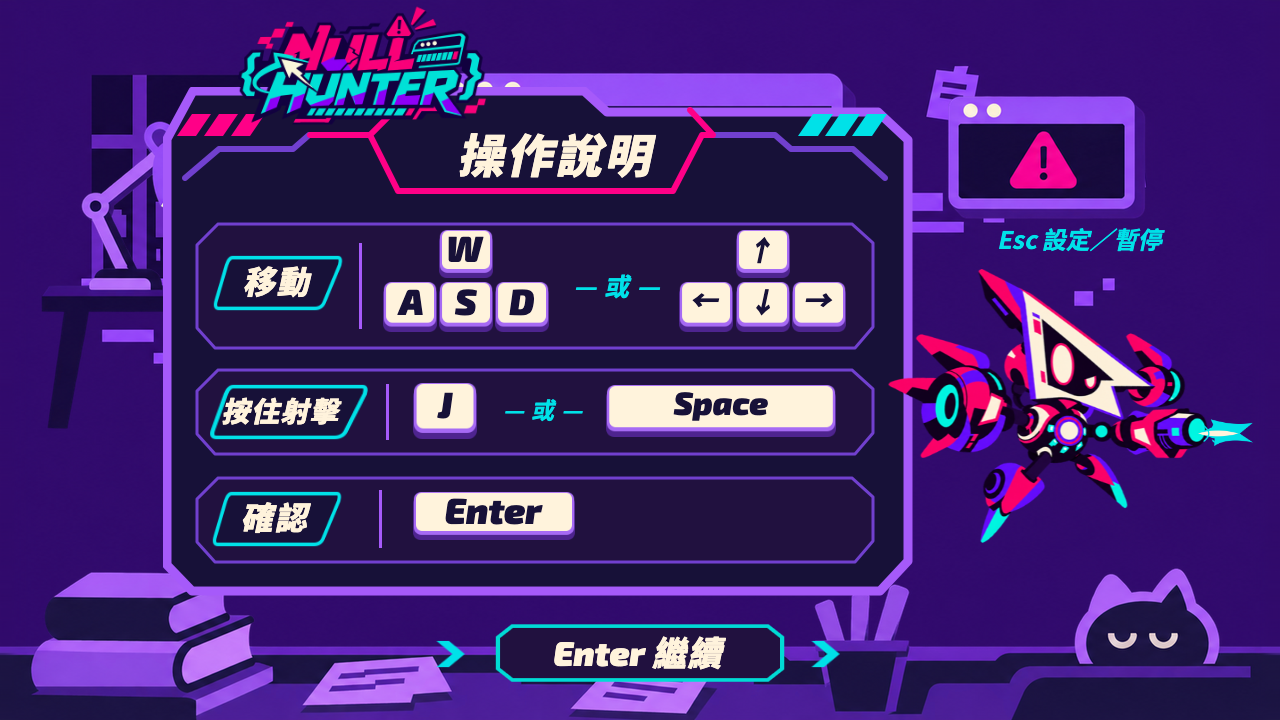 NULL
HUNTER
操作說明
Esc 設定／暫停
移動
W
A S D
— 或 —
↑
← ↓ →
按住射擊
J
— 或 —
Space
確認
Enter
Enter 繼續